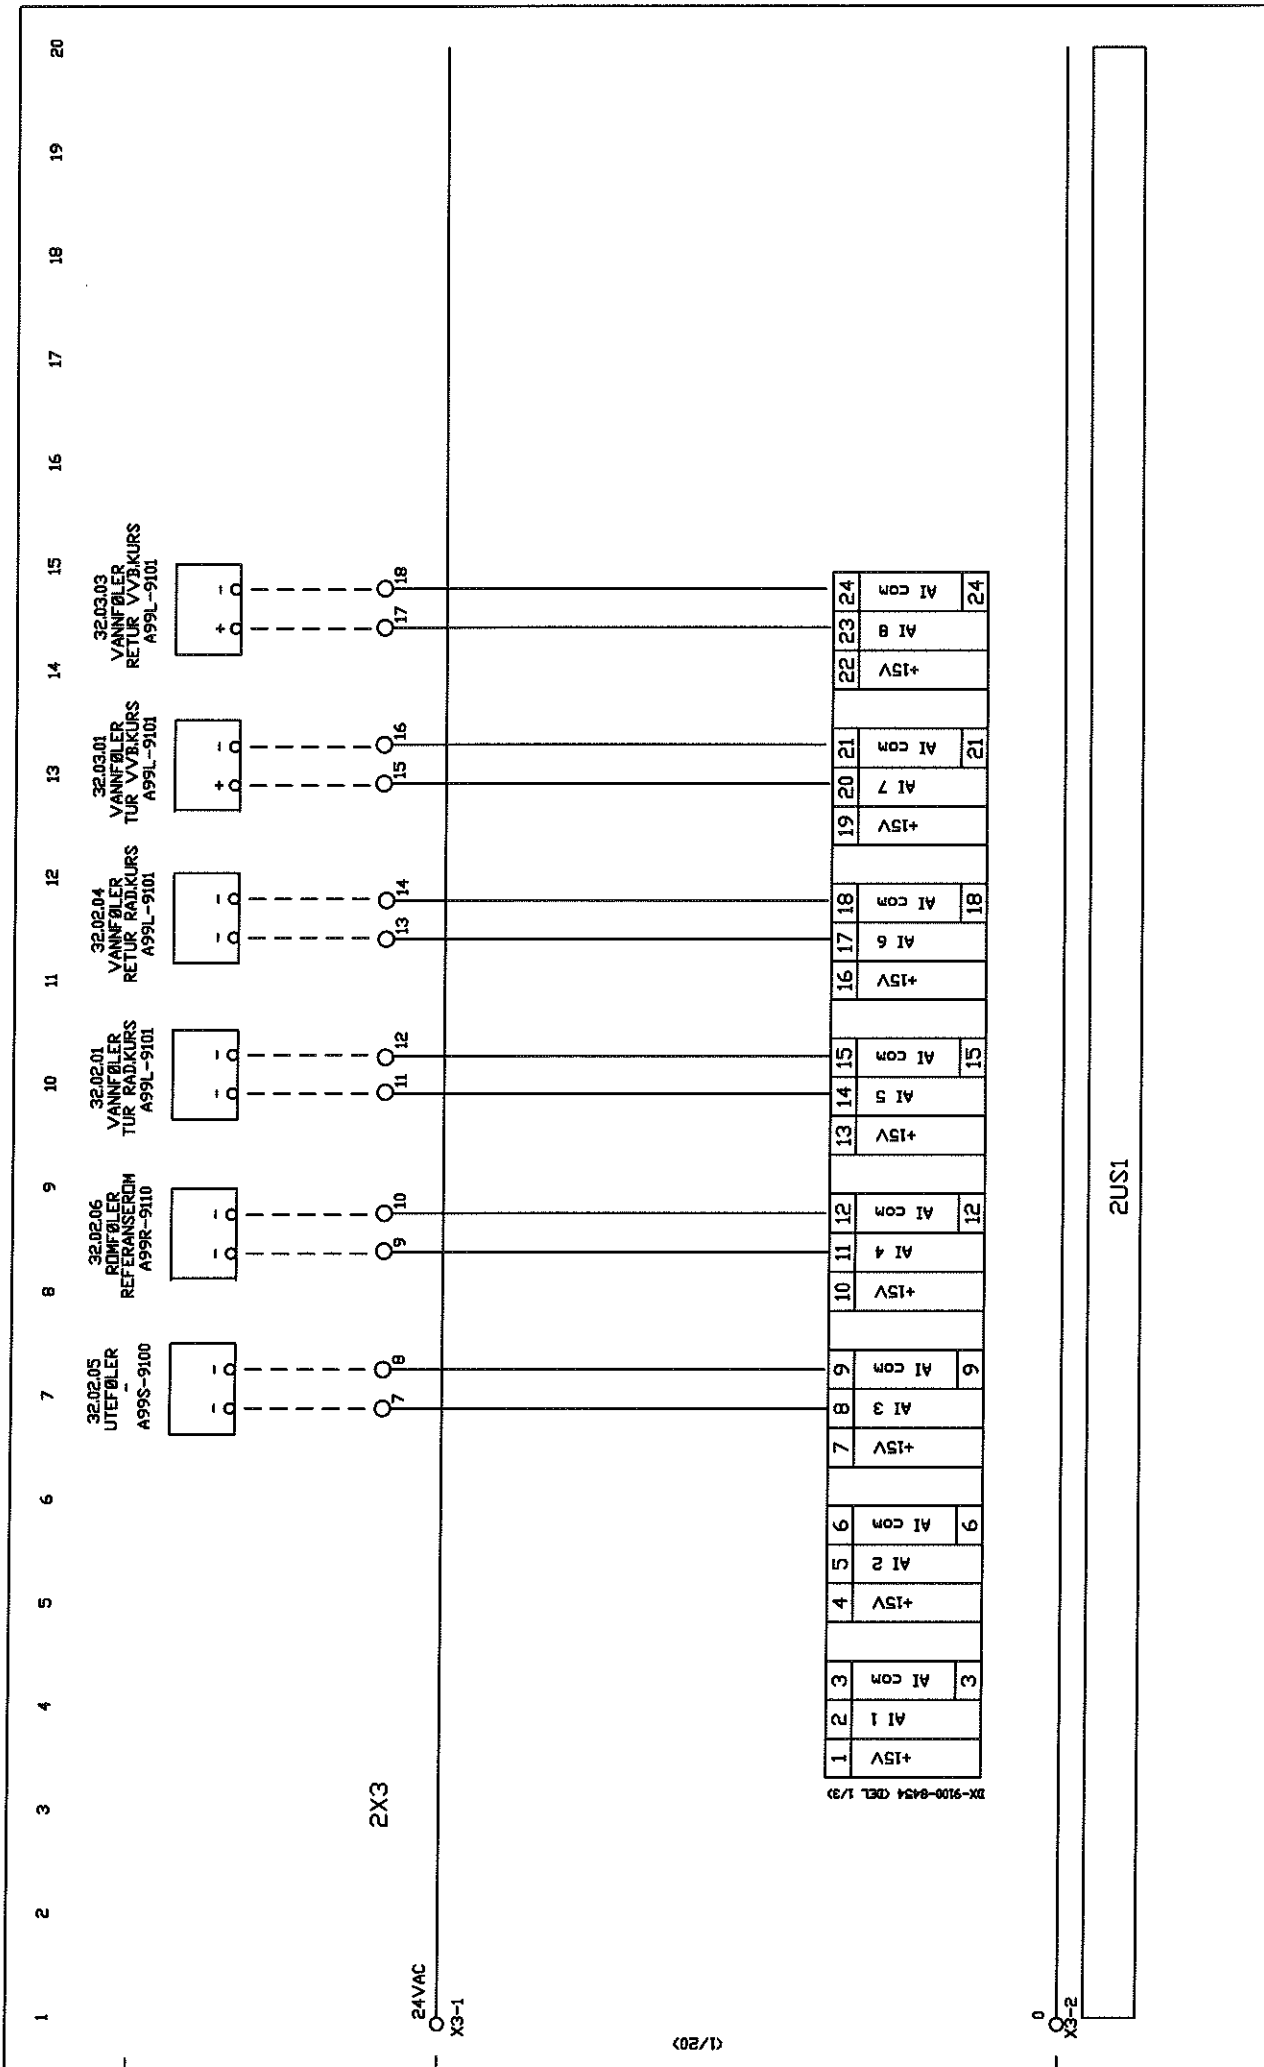 1 2 3 4 5 6 7 8 9 10 11 12 13 14 15 16 17 18 19 20
32.02.05
UTEFØLER
-
A99S-9100
32.02.06
ROMFØLER
REFERANSEROM
A99R-9110
32.02.01
VANNFØLER
TUR RAD.KURS
A99L-9101
32.02.04
VANNFØLER
RETUR RAD.KURS
A99L-9101
32.03.01
VANNFØLER
TUR VVB.KURS
A99L-9101
32.03.03
VANNFØLER
RETUR VVB.KURS
A99L-9101
- - - - - - - - + - + -
2X3
7 8 9 10 11 12 13 14 15 16 17 18
24VAC
X3-1
(1/20)
DX-9100-8454 (DEL 1/3)
1 2 3 4 5 6 7 8 9 10 11 12 13 14 15 16 17 18 19 20 21 22 23 24
+15V AI 1 AI com +15V AI 2 AI com +15V AI 3 AI com +15V AI 4 AI com +15V AI 5 AI com +15V AI 6 AI com +15V AI 7 AI com +15V AI 8 AI com
3 6 9 12 15 18 21 24
0
X3-2
2US1